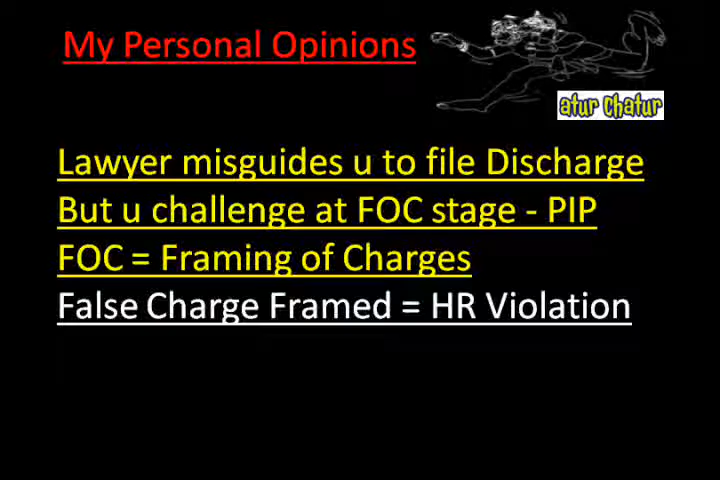 My Personal Opinions
atur chatur
Lawyer misguides u to file Discharge
But u challenge at FOC stage - PIP
FOC = Framing of Charges
False Charge Framed = HR Violation